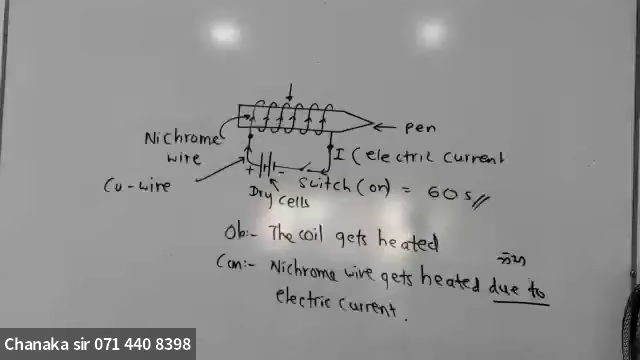 Nichrome wire
Cu-wire
pen
I (electric current
+ -
Dry cells
switch (on) = 60 s //
Ob:- The coil gets heated
Con:- Nichrome wire gets heated due to
electric current.
Chanaka sir 071 440 8398